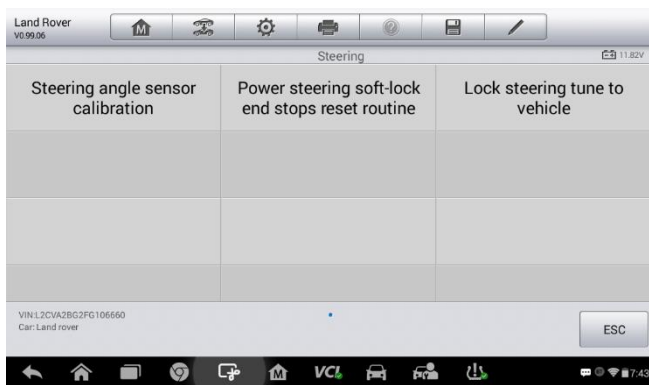 Land Rover
V0.99.06
M
Steering
11.82V
Steering angle sensor
calibration
Power steering soft-lock
end stops reset routine
Lock steering tune to
vehicle
VIN:L2CVA2BG2FG106660
Car: Land rover
ESC
M
VCI
7:43